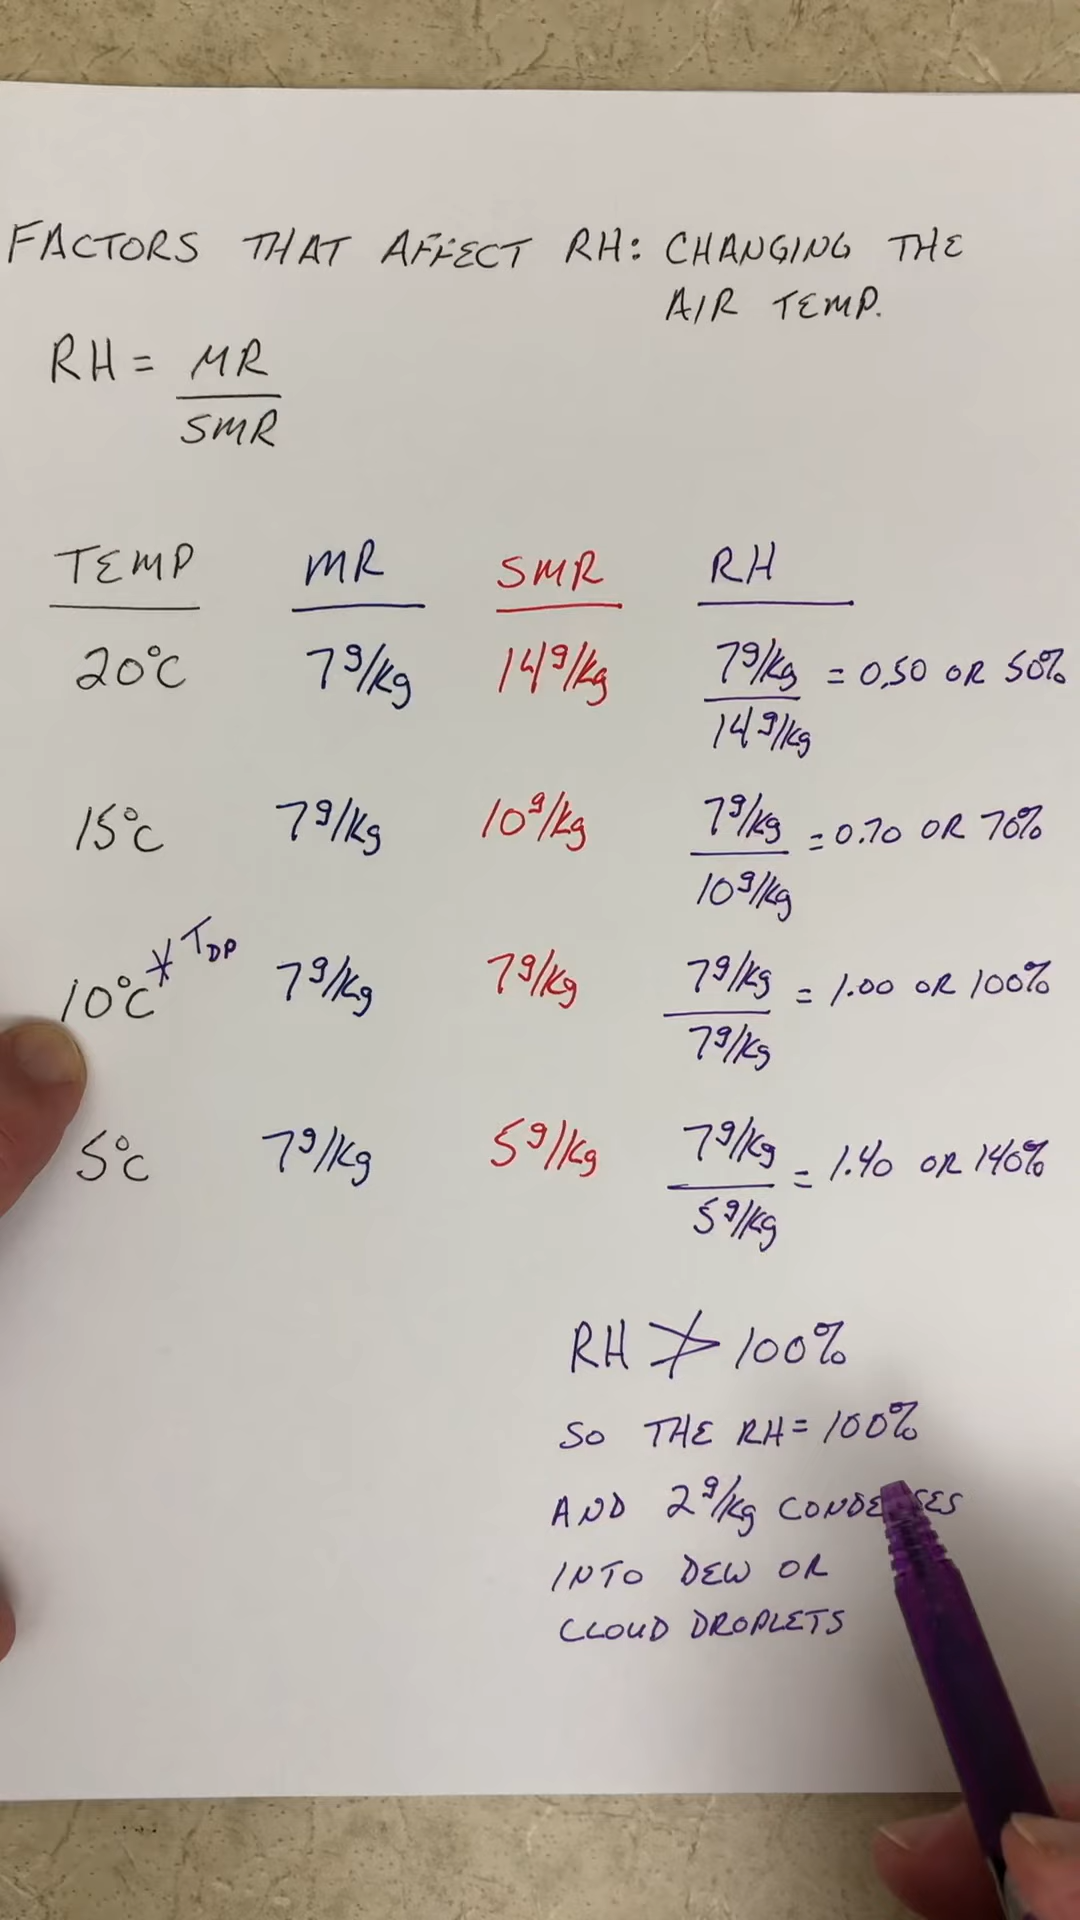 FACTORS THAT AFFECT RH: CHANGING THE
AIR TEMP.
RH = MR
SMR
TEMP MR SMR RH
20°C 7g/kg 14g/kg 7g/kg = 0.50 OR 50%
14g/kg
15°C 7g/kg 10g/kg 7g/kg = 0.70 OR 70%
10g/kg
10°C* TDP 7g/kg 7g/kg 7g/kg = 1.00 OR 100%
7g/kg
5°C 7g/kg 5g/kg 7g/kg = 1.40 OR 140%
5g/kg
RH ≯ 100%
SO THE RH = 100%
AND 2g/kg CONDENSES
INTO DEW OR
CLOUD DROPLETS